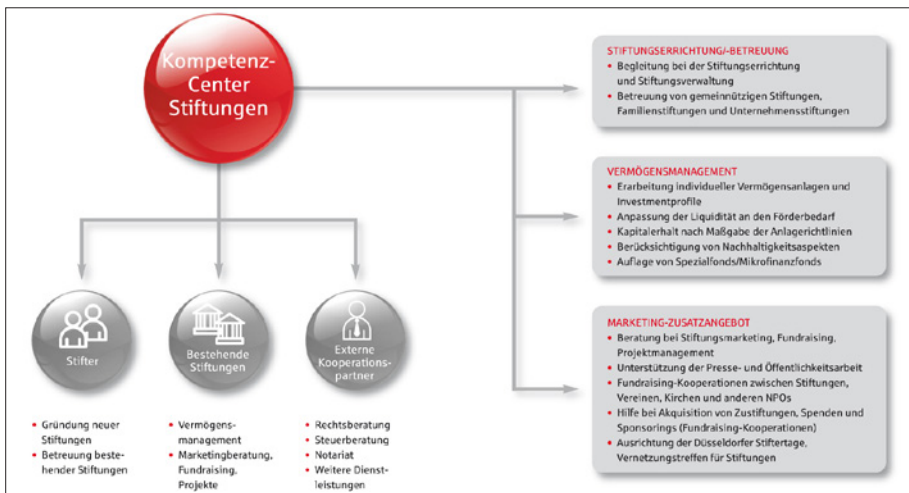 Kompetenz-
Center
Stiftungen
STIFTUNGSERRICHTUNG/-BETREUUNG
• Begleitung bei der Stiftungserrichtung
und Stiftungsverwaltung
• Betreuung von gemeinnützigen Stiftungen,
Familienstiftungen und Unternehmensstiftungen
VERMÖGENSMANAGEMENT
• Erarbeitung individueller Vermögensanlagen und
Investmentprofile
• Anpassung der Liquidität an den Förderbedarf
• Kapitalerhalt nach Maßgabe der Anlagerichtlinien
• Berücksichtigung von Nachhaltigkeitsaspekten
• Auflage von Spezialfonds/Mikrofinanzfonds
MARKETING-ZUSATZANGEBOT
• Beratung bei Stiftungsmarketing, Fundraising,
Projektmanagement
• Unterstützung der Presse- und Öffentlichkeitsarbeit
• Fundraising-Kooperationen zwischen Stiftungen,
Vereinen, Kirchen und anderen NPOs
• Hilfe bei Akquisition von Zustiftungen, Spenden und
Sponsorings (Fundraising-Kooperationen)
• Ausrichtung der Düsseldorfer Stiftertage,
Vernetzungstreffen für Stiftungen
Stifter
• Gründung neuer
Stiftungen
• Betreuung beste-
hender Stiftungen
Bestehende
Stiftungen
• Vermögens-
management
• Marketingberatung,
Fundraising,
Projekte
Externe
Kooperations-
partner
• Rechtsberatung
• Steuerberatung
• Notariat
• Weitere Dienst-
leistungen